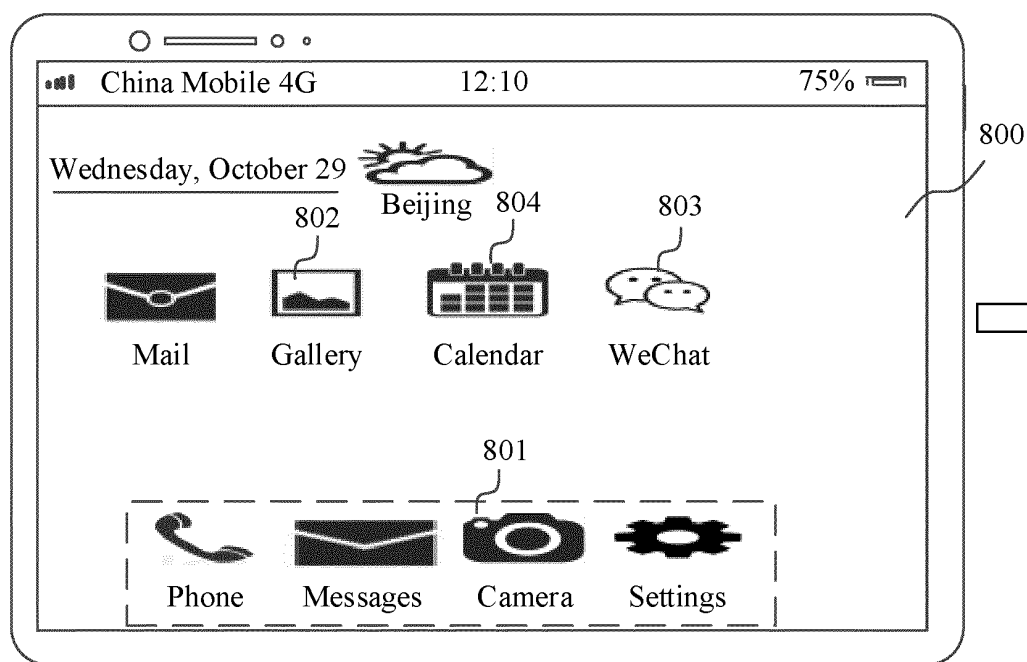 China Mobile 4G 12:10 75%
800
Wednesday, October 29
Beijing
802 804 803
Mail Gallery Calendar WeChat
801
Phone Messages Camera Settings